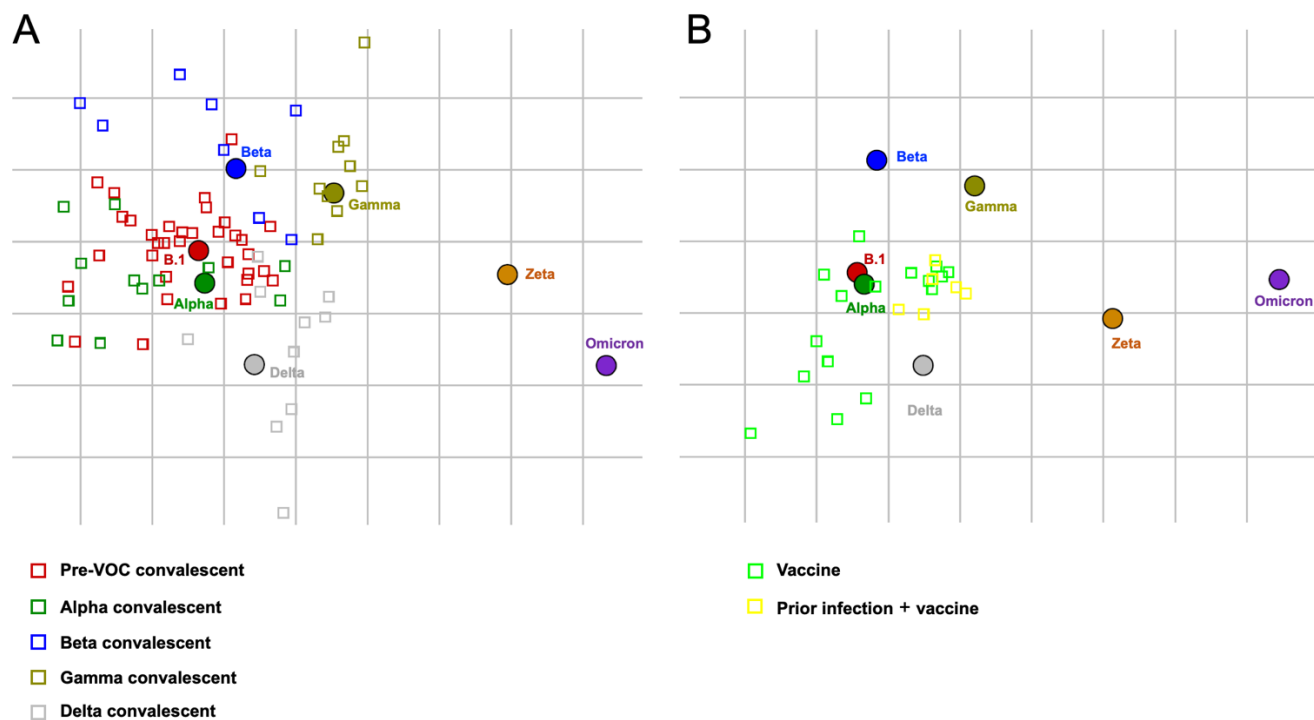 A
Beta
Gamma
B.1
Alpha
Zeta
Omicron
Delta
Pre-VOC convalescent
Alpha convalescent
Beta convalescent
Gamma convalescent
Delta convalescent
B
Beta
Gamma
B.1
Alpha
Omicron
Zeta
Delta
Vaccine
Prior infection + vaccine